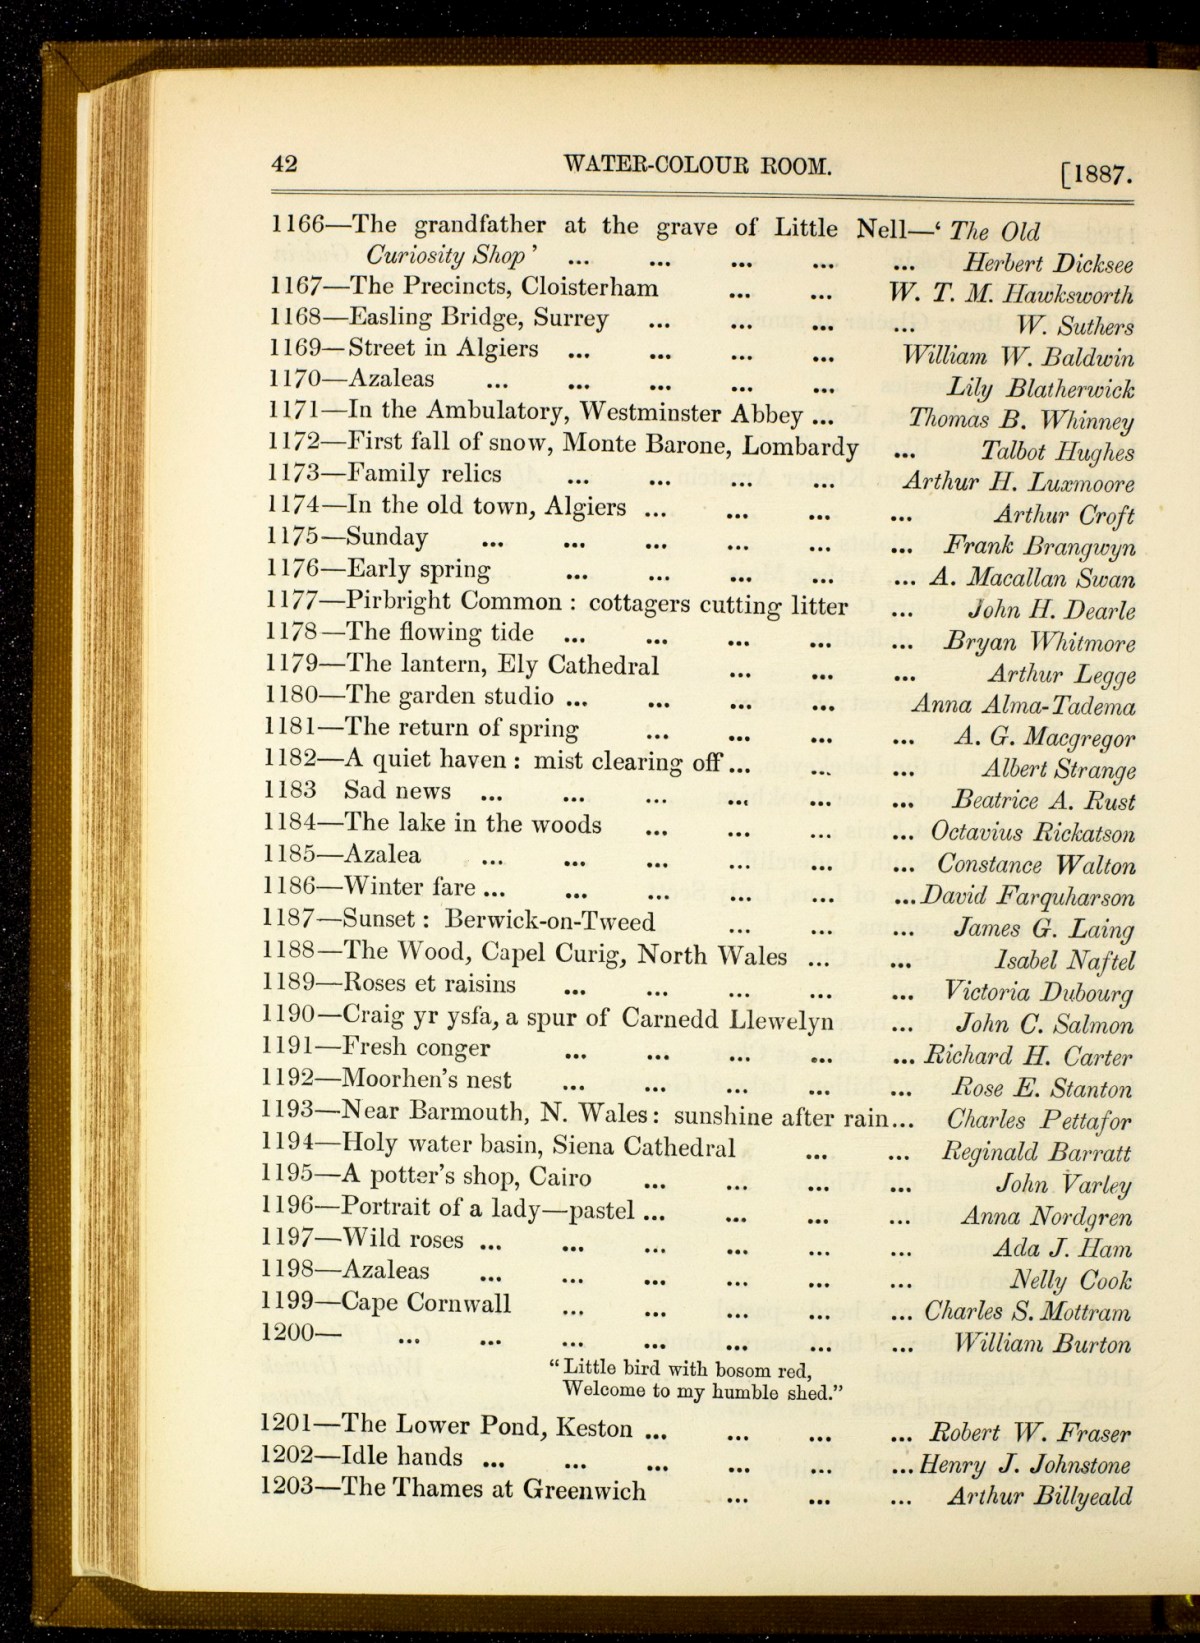 42 WATER-COLOUR ROOM. [1887.
1166—The grandfather at the grave of Little Nell—‘ The Old
Curiosity Shop ’ ... ... ... ... ... Herbert Dicksee
1167—The Precincts, Cloisterham ... ... W. T. M. Hawksworth
1168—Easling Bridge, Surrey ... ... ... ... W. Suthers
1169—Street in Algiers ... ... ... ... William W. Baldwin
1170—Azaleas ... ... ... ... ... Lily Blatherwick
1171—In the Ambulatory, Westminster Abbey ... Thomas B. Whinney
1172—First fall of snow, Monte Barone, Lombardy ... Talbot Hughes
1173—Family relics ... ... ... ... Arthur H. Luxmoore
1174—In the old town, Algiers ... ... ... ... Arthur Croft
1175—Sunday ... ... ... ... ... ... Frank Brangwyn
1176—Early spring ... ... ... ... ... A. Macallan Swan
1177—Pirbright Common : cottagers cutting litter ... John H. Dearle
1178—The flowing tide ... ... ... ... ... Bryan Whitmore
1179—The lantern, Ely Cathedral ... ... ... Arthur Legge
1180—The garden studio ... ... ... ... Anna Alma-Tadema
1181—The return of spring ... ... ... ... A. G. Macgregor
1182—A quiet haven : mist clearing off ... ... ... Albert Strange
1183 Sad news ... ... ... ... ... ... Beatrice A. Rust
1184—The lake in the woods ... ... ... ... Octavius Rickatson
1185—Azalea ... ... ... ... ... ... Constance Walton
1186—Winter fare ... ... ... ... ... ... David Farquharson
1187—Sunset : Berwick-on-Tweed ... ... ... James G. Laing
1188—The Wood, Capel Curig, North Wales ... ... Isabel Naftel
1189—Roses et raisins ... ... ... ... ... Victoria Dubourg
1190—Craig yr ysfa, a spur of Carnedd Llewelyn ... John C. Salmon
1191—Fresh conger ... ... ... ... ... Richard H. Carter
1192—Moorhen’s nest ... ... ... ... ... Rose E. Stanton
1193—Near Barmouth, N. Wales : sunshine after rain ... Charles Pettafor
1194—Holy water basin, Siena Cathedral ... ... Reginald Barratt
1195—A potter’s shop, Cairo ... ... ... ... John Varley
1196—Portrait of a lady—pastel ... ... ... ... Anna Nordgren
1197—Wild roses ... ... ... ... ... ... Ada J. Ham
1198—Azaleas ... ... ... ... ... ... Nelly Cook
1199—Cape Cornwall ... ... ... ... ... Charles S. Mottram
1200— ... ... ... ... ... ... ... William Burton
“ Little bird with bosom red,
Welcome to my humble shed.”
1201—The Lower Pond, Keston ... ... ... ... Robert W. Fraser
1202—Idle hands ... ... ... ... ... ... Henry J. Johnstone
1203—The Thames at Greenwich ... ... ... Arthur Billyeald